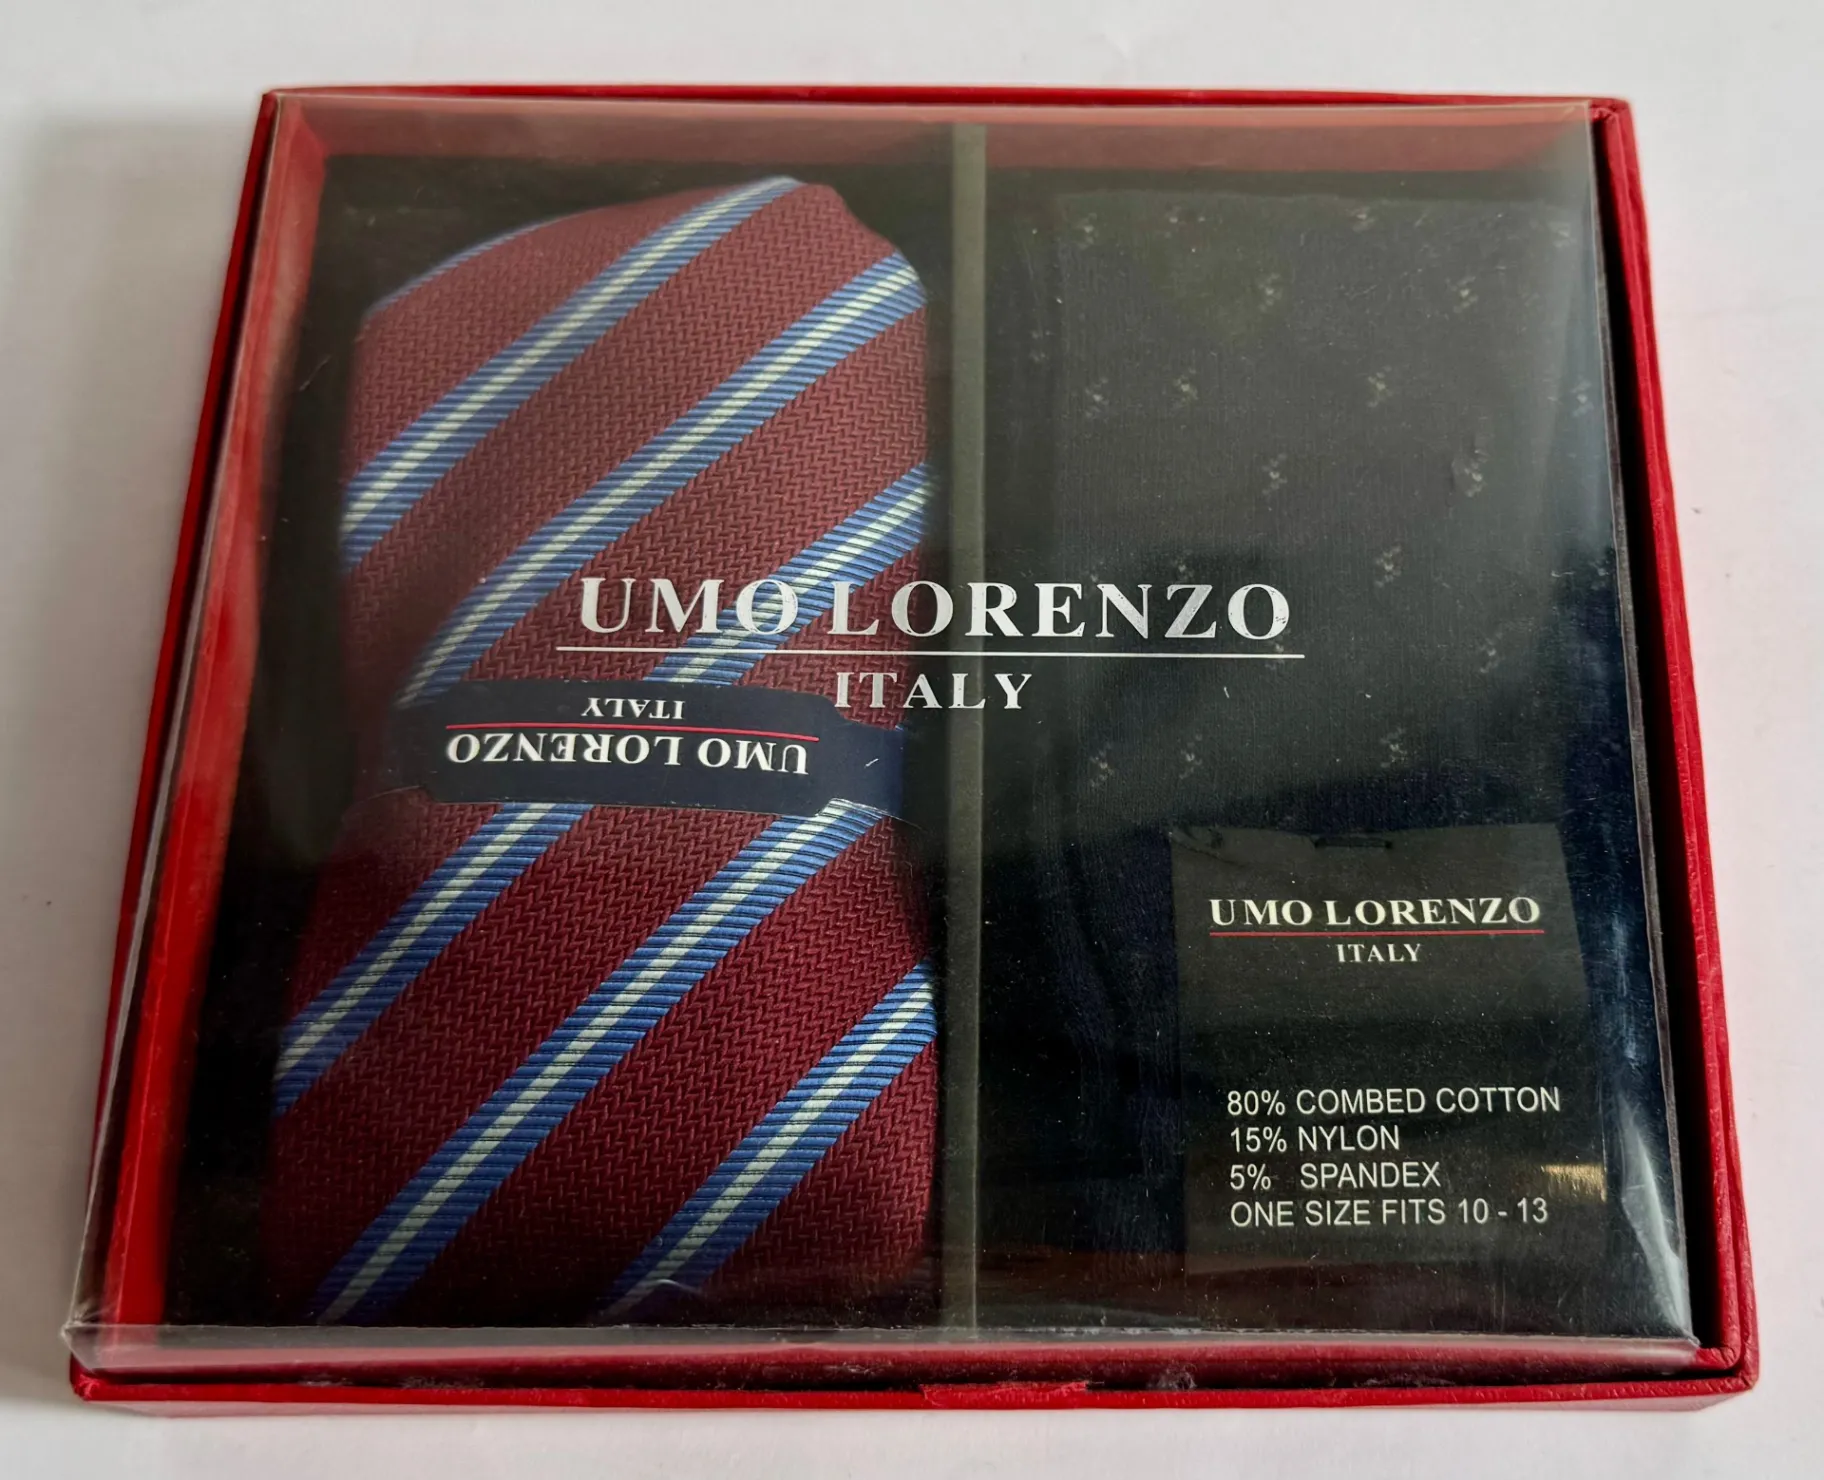 UMO LORENZO
ITALY
UMO LORENZO
ITALY
UMO LORENZO
ITALY
80% COMBED COTTON
15% NYLON
5% SPANDEX
ONE SIZE FITS 10 - 13